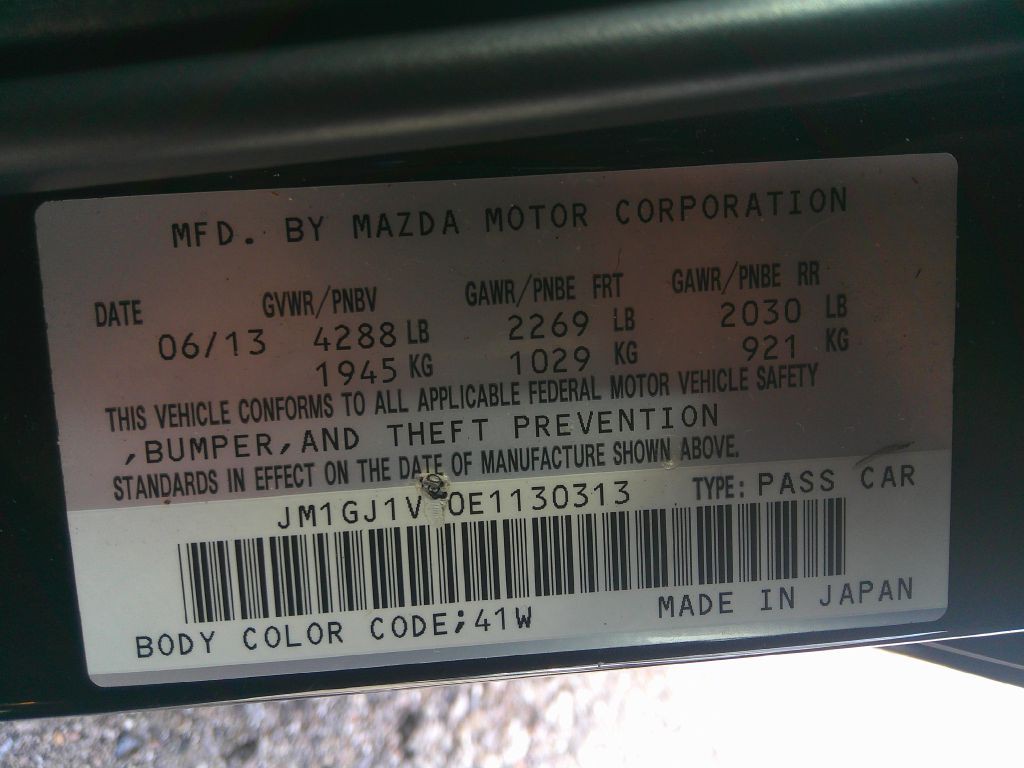 MFD. BY MAZDA MOTOR CORPORATION
DATE GVWR/PNBV GAWR/PNBE FRT GAWR/PNBE RR
06/13 4288 LB 2269 LB 2030 LB
1945 KG 1029 KG 921 KG
THIS VEHICLE CONFORMS TO ALL APPLICABLE FEDERAL MOTOR VEHICLE SAFETY
,BUMPER,AND THEFT PREVENTION
STANDARDS IN EFFECT ON THE DATE OF MANUFACTURE SHOWN ABOVE.
TYPE: PASS CAR
BODY COLOR CODE;41W MADE IN JAPAN